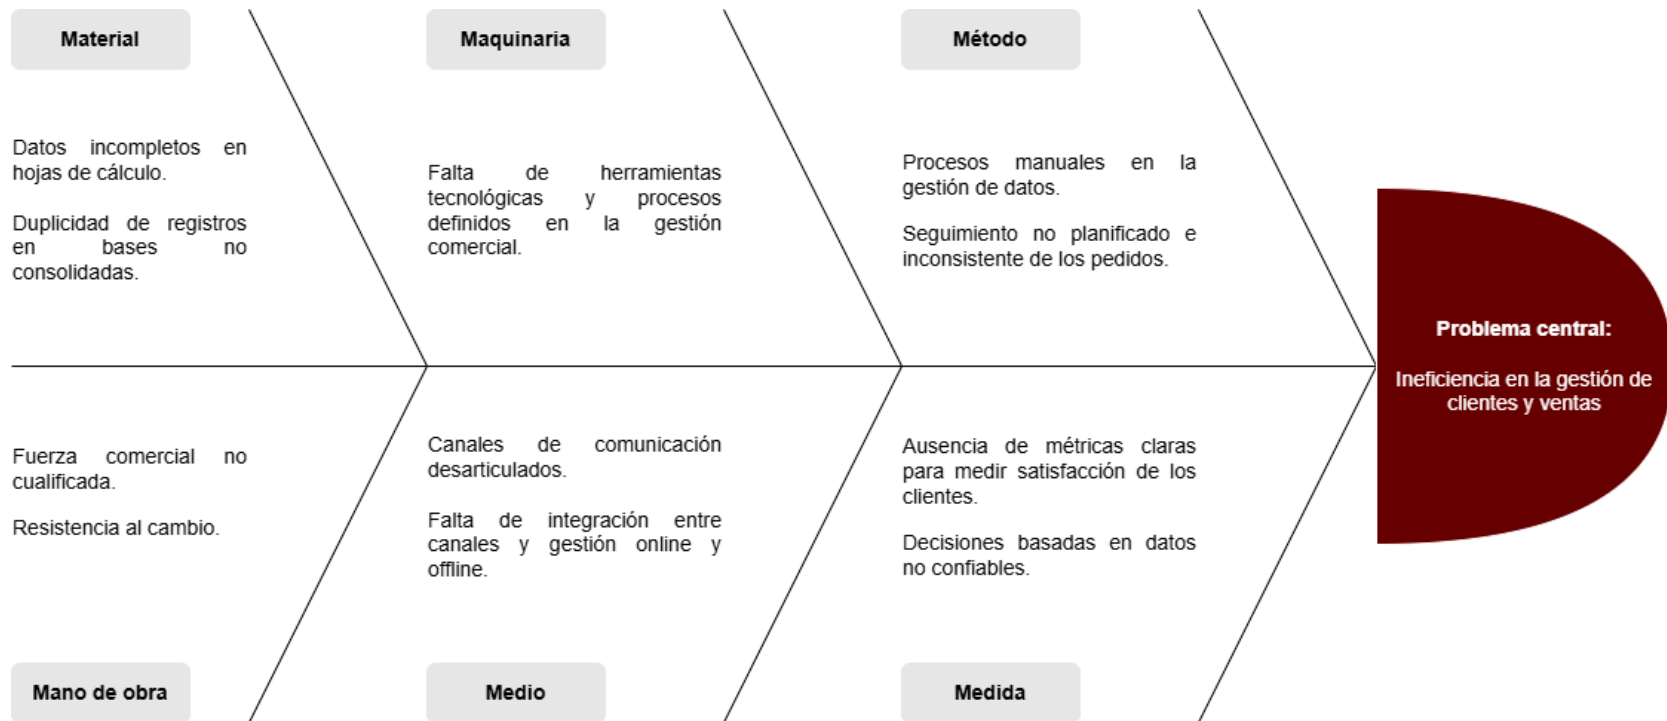 Material
Maquinaria
Método
Datos incompletos en
hojas de cálculo.
Duplicidad de registros
en bases no
consolidadas.
Falta de herramientas
tecnológicas y procesos
definidos en la gestión
comercial.
Procesos manuales en la
gestión de datos.
Seguimiento no planificado e
inconsistente de los pedidos.
Problema central:
Ineficiencia en la gestión de
clientes y ventas
Fuerza comercial no
cualificada.
Resistencia al cambio.
Canales de comunicación
desarticulados.
Falta de integración entre
canales y gestión online y
offline.
Ausencia de métricas claras
para medir satisfacción de los
clientes.
Decisiones basadas en datos
no confiables.
Mano de obra
Medio
Medida